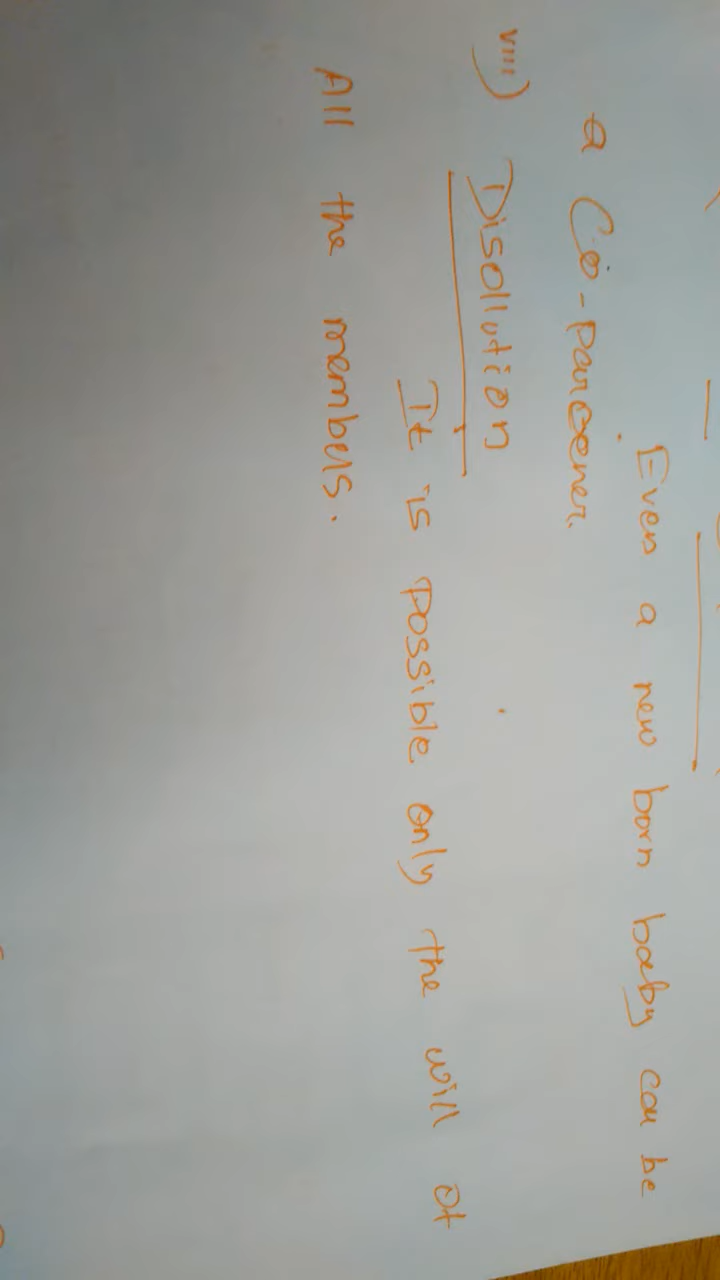 Even a new born baby can be
a Co-parcener.
viii) Disollution
It is possible only the will of
All the members.